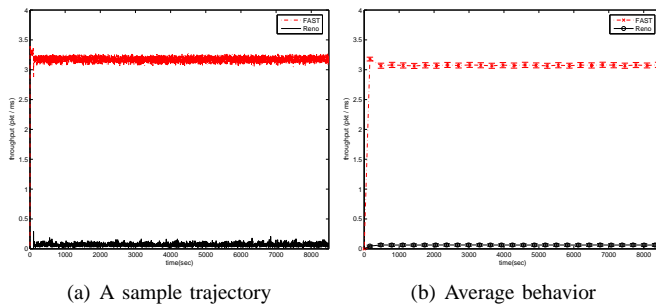 FAST
Reno
throughput (pkt / ms)
4
3.5
3
2.5
2
1.5
1
0.5
0
0 1000 2000 3000 4000 5000 6000 7000 8000
time(sec)
(a) A sample trajectory
FAST
Reno
throughput (pkt / ms)
4
3.5
3
2.5
2
1.5
1
0.5
0
0 1000 2000 3000 4000 5000 6000 7000 8000
time(sec)
(b) Average behavior